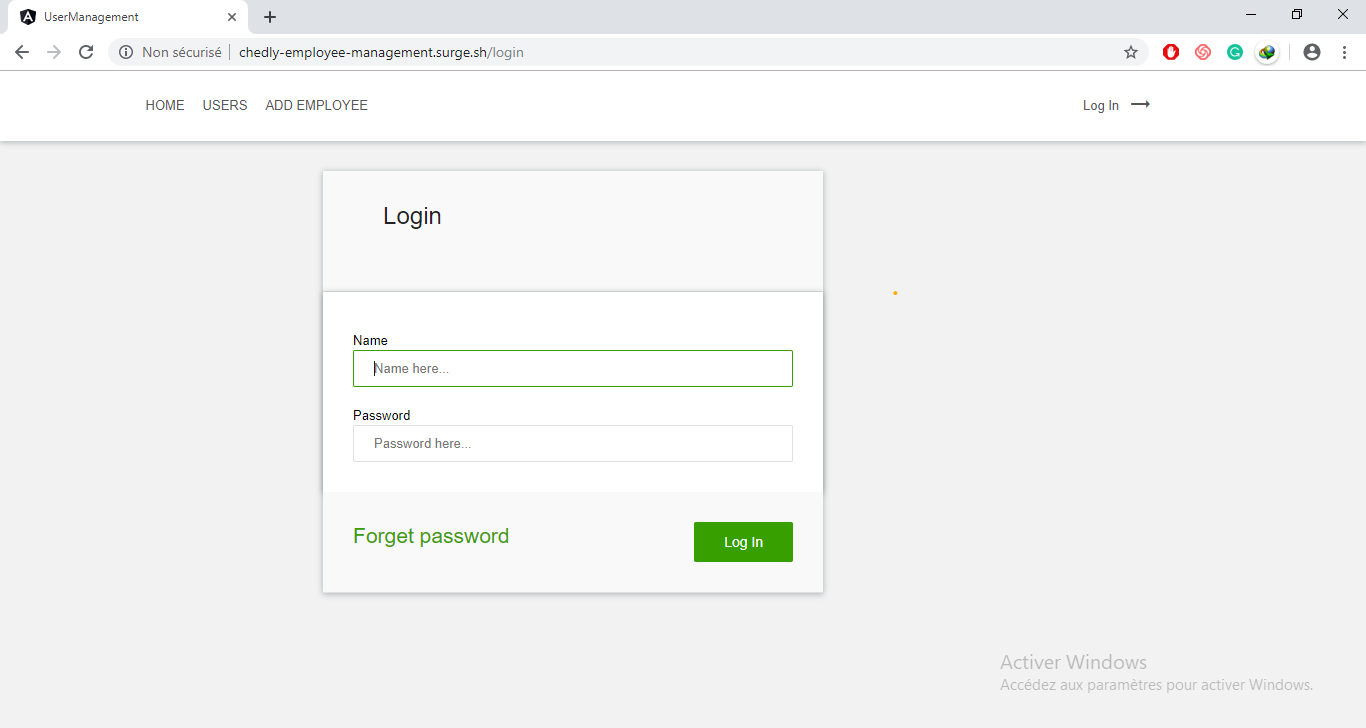 UserManagement
Non sécurisé chedly-employee-management.surge.sh/login
HOME USERS ADD EMPLOYEE Log In
Login
Name
Name here...
Password
Password here...
Forget password Log In
Activer Windows
Accédez aux paramètres pour activer Windows.